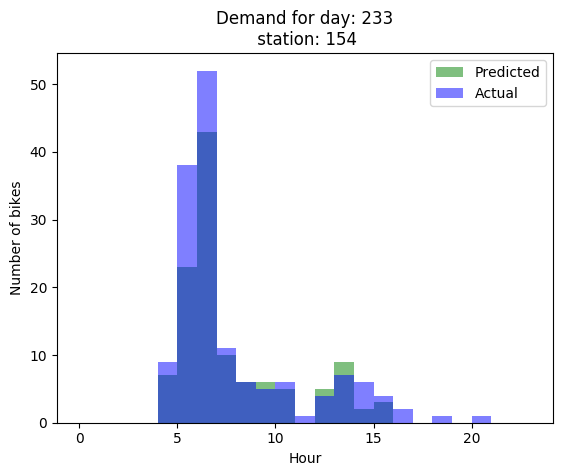 Demand for day: 233
station: 154
Predicted
Actual
Number of bikes
50
40
30
20
10
0
0
5
10
15
20
Hour